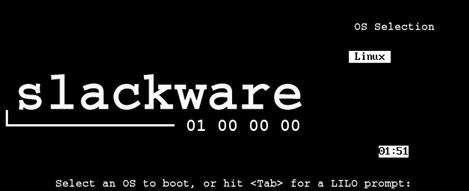 OS Selection
Linux
slackware
01 00 00 00
01:51
Select an OS to boot, or hit <Tab> for a LILO prompt: